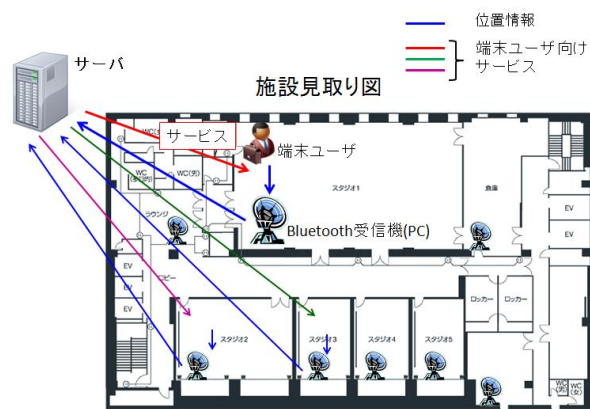 位置情報
サーバ
端末ユーザ向け
サービス
施設見取り図
サービス
WC(女)
WC(男)
端末ユーザ
スタジオ1
倉庫
EV
EV
Bluetooth受信機(PC)
ラウンジ
ロビー
EV
EV
EV
ロッカー
ロッカー
スタジオ2
スタジオ3
スタジオ4
スタジオ5
WC
(男)
WC
(女)